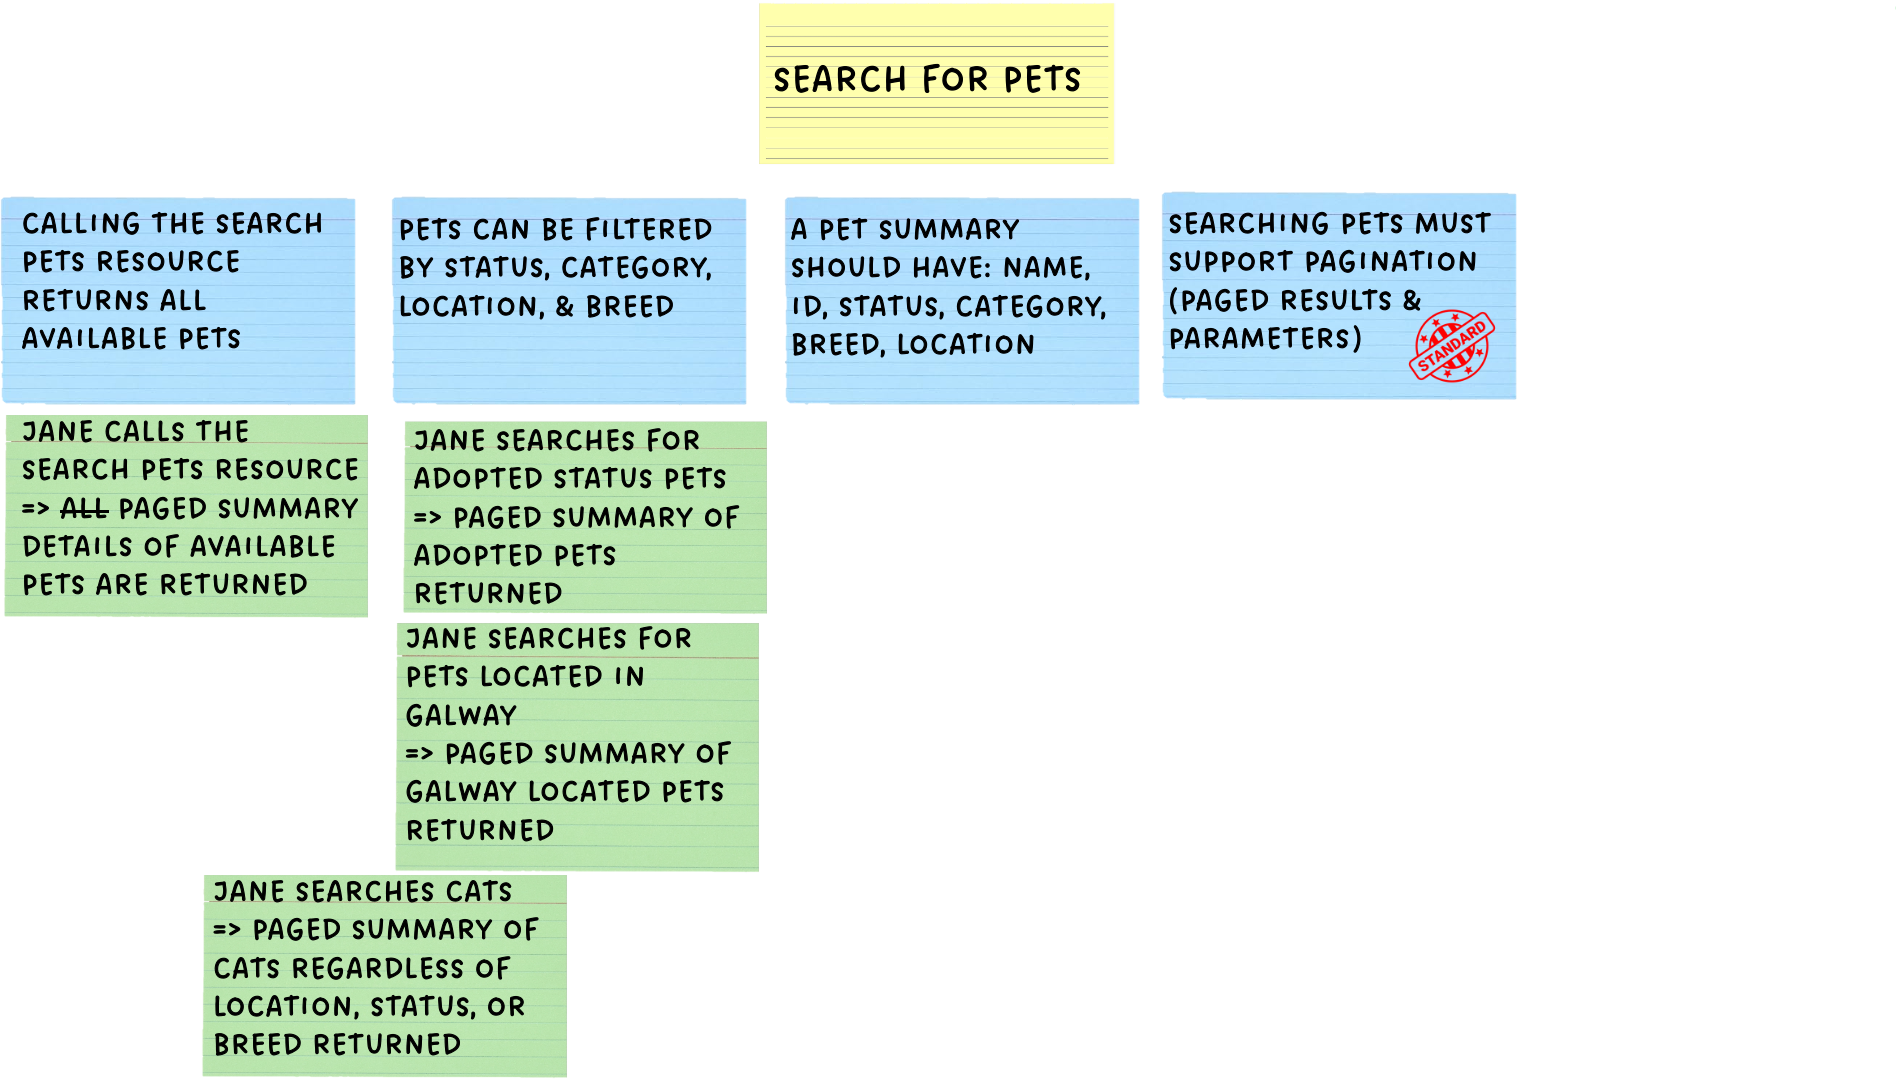 SEARCH FOR PETS
CALLING THE SEARCH
PETS RESOURCE
RETURNS ALL
AVAILABLE PETS
PETS CAN BE FILTERED
BY STATUS, CATEGORY,
LOCATION, & BREED
A PET SUMMARY
SHOULD HAVE: NAME,
ID, STATUS, CATEGORY,
BREED, LOCATION
SEARCHING PETS MUST
SUPPORT PAGINATION
(PAGED RESULTS &
PARAMETERS)
STANDARD
JANE CALLS THE
SEARCH PETS RESOURCE
=> ALL PAGED SUMMARY
DETAILS OF AVAILABLE
PETS ARE RETURNED
JANE SEARCHES FOR
ADOPTED STATUS PETS
=> PAGED SUMMARY OF
ADOPTED PETS
RETURNED
JANE SEARCHES FOR
PETS LOCATED IN
GALWAY
=> PAGED SUMMARY OF
GALWAY LOCATED PETS
RETURNED
JANE SEARCHES CATS
=> PAGED SUMMARY OF
CATS REGARDLESS OF
LOCATION, STATUS, OR
BREED RETURNED